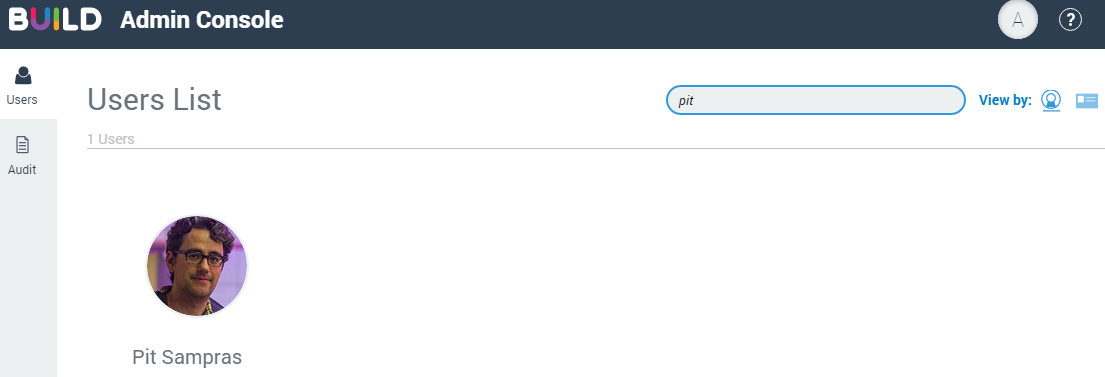 BUILD Admin Console
A
?
Users
Audit
Users List
pit
View by:
1 Users
Pit Sampras